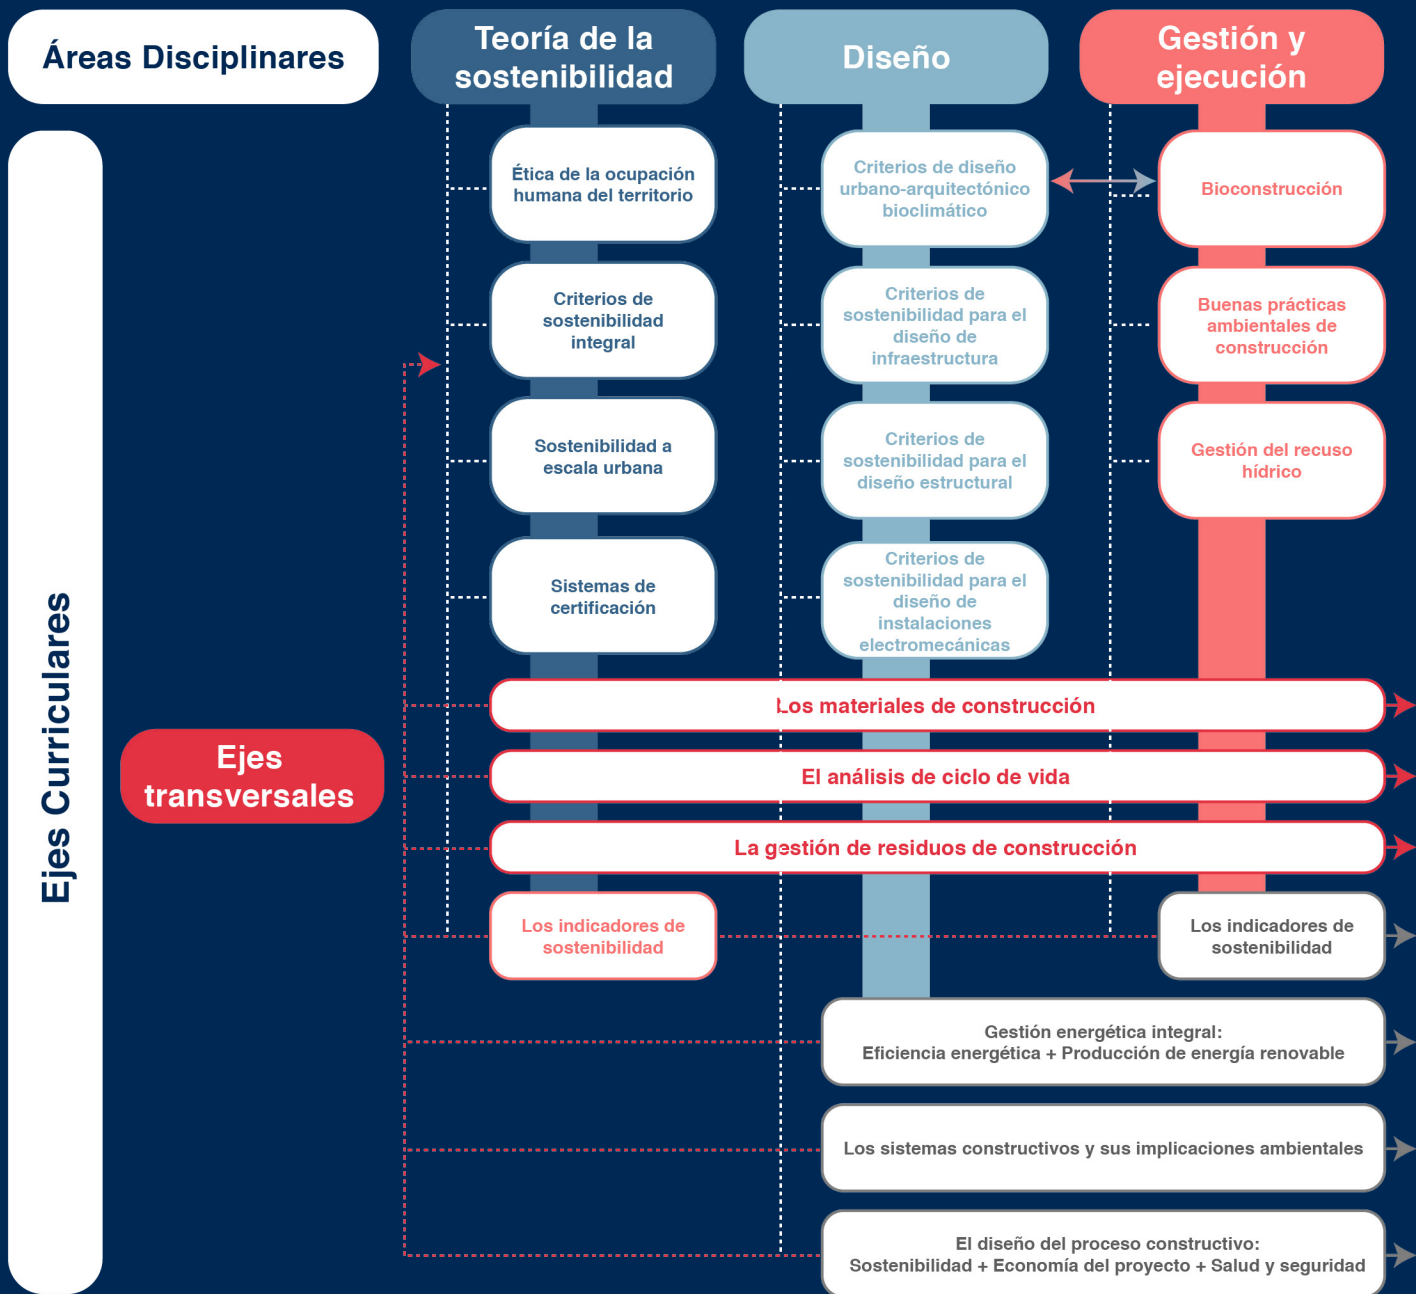 Áreas Disciplinares
Teoría de la
sostenibilidad
Diseño
Gestión y
ejecución
Ejes Curriculares
Ética de la ocupación
humana del territorio
Criterios de diseño
urbano-arquitectónico
bioclimático
Bioconstrucción
Criterios de
sostenibilidad
integral
Criterios de
sostenibilidad para el
diseño de
infraestructura
Buenas prácticas
ambientales de
construcción
Sostenibilidad a
escala urbana
Criterios de
sostenibilidad para el
diseño estructural
Gestión del recuso
hídrico
Sistemas de
certificación
Criterios de
sostenibilidad para el
diseño de
instalaciones
electromecánicas
Ejes
transversales
Los materiales de construcción
El análisis de ciclo de vida
La gestión de residuos de construcción
Los indicadores de
sostenibilidad
Los indicadores de
sostenibilidad
Gestión energética integral:
Eficiencia energética + Producción de energía renovable
Los sistemas constructivos y sus implicaciones ambientales
El diseño del proceso constructivo:
Sostenibilidad + Economía del proyecto + Salud y seguridad